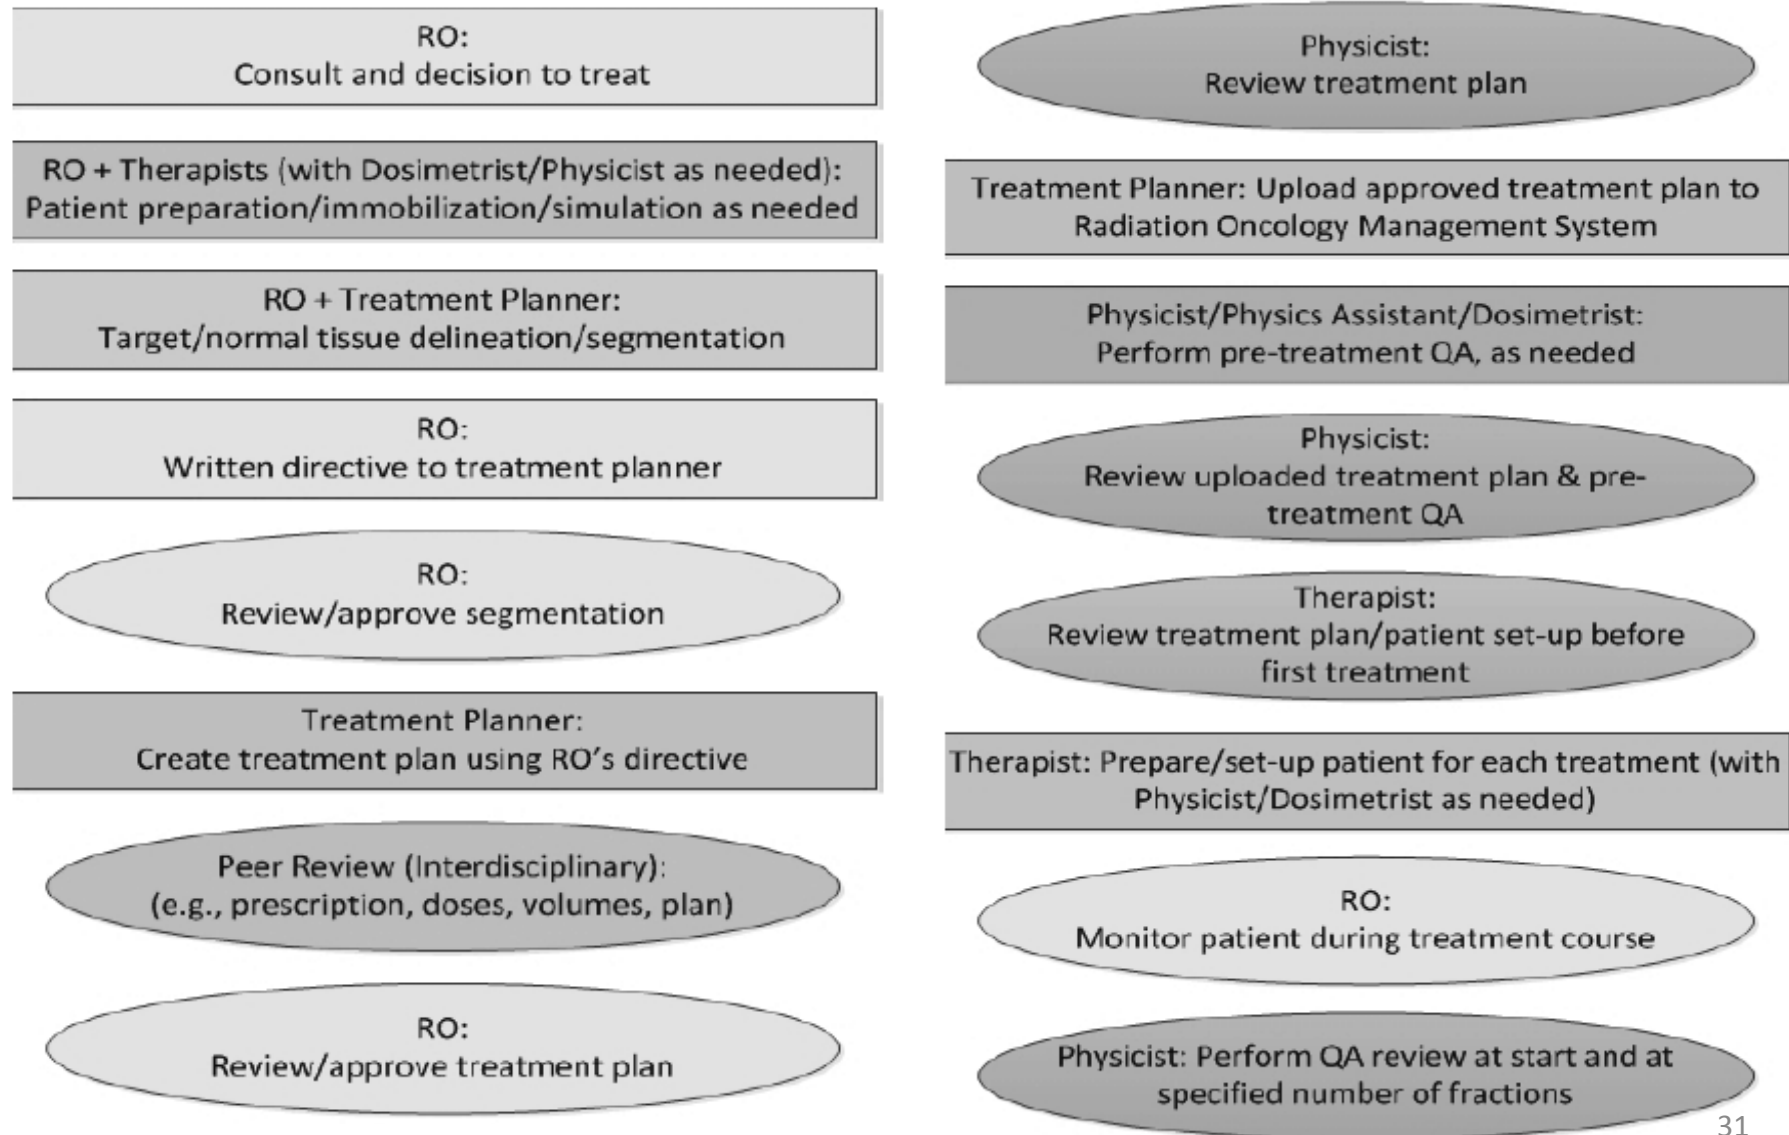 RO:
Consult and decision to treat
RO + Therapists (with Dosimetrist/Physicist as needed):
Patient preparation/immobilization/simulation as needed
RO + Treatment Planner:
Target/normal tissue delineation/segmentation
RO:
Written directive to treatment planner
RO:
Review/approve segmentation
Treatment Planner:
Create treatment plan using RO's directive
Peer Review (Interdisciplinary):
(e.g., prescription, doses, volumes, plan)
RO:
Review/approve treatment plan
Physicist:
Review treatment plan
Treatment Planner: Upload approved treatment plan to
Radiation Oncology Management System
Physicist/Physics Assistant/Dosimetrist:
Perform pre-treatment QA, as needed
Physicist:
Review uploaded treatment plan & pre-
treatment QA
Therapist:
Review treatment plan/patient set-up before
first treatment
Therapist: Prepare/set-up patient for each treatment (with
Physicist/Dosimetrist as needed)
RO:
Monitor patient during treatment course
Physicist: Perform QA review at start and at
specified number of fractions
31